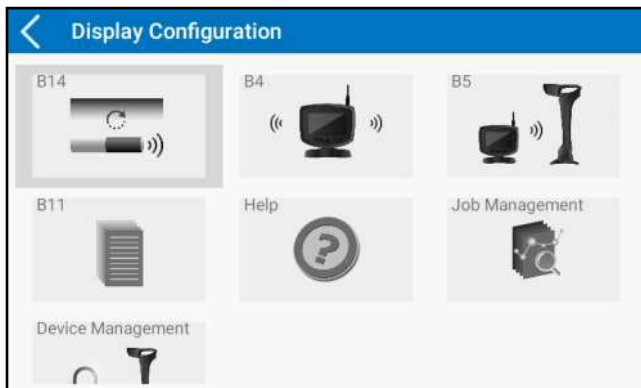 Display Configuration
B14
B4
B5
B11
Help
Job Management
Device Management